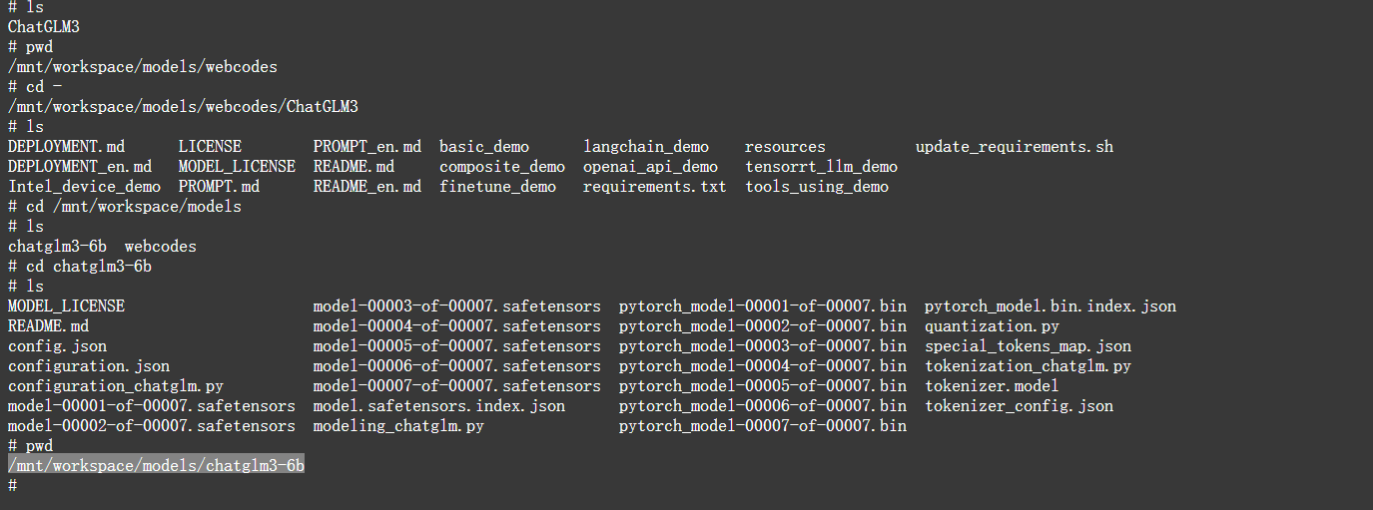 # ls
ChatGLM3
# pwd
/mnt/workspace/models/webcodes
# cd -
/mnt/workspace/models/webcodes/ChatGLM3
# ls
DEPLOYMENT.md LICENSE PROMPT_en.md basic_demo langchain_demo resources update_requirements.sh
DEPLOYMENT_en.md MODEL_LICENSE README.md composite_demo openai_api_demo tensorrt_llm_demo
Intel_device_demo PROMPT.md README_en.md finetune_demo requirements.txt tools_using_demo
# cd /mnt/workspace/models
# ls
chatglm3-6b webcodes
# cd chatglm3-6b
# ls
MODEL_LICENSE model-00003-of-00007.safetensors pytorch_model-00001-of-00007.bin pytorch_model.bin.index.json
README.md model-00004-of-00007.safetensors pytorch_model-00002-of-00007.bin quantization.py
config.json model-00005-of-00007.safetensors pytorch_model-00003-of-00007.bin special_tokens_map.json
configuration.json model-00006-of-00007.safetensors pytorch_model-00004-of-00007.bin tokenization_chatglm.py
configuration_chatglm.py model-00007-of-00007.safetensors pytorch_model-00005-of-00007.bin tokenizer.model
model-00001-of-00007.safetensors model.safetensors.index.json pytorch_model-00006-of-00007.bin tokenizer_config.json
model-00002-of-00007.safetensors modeling_chatglm.py pytorch_model-00007-of-00007.bin
# pwd
/mnt/workspace/models/chatglm3-6b
#